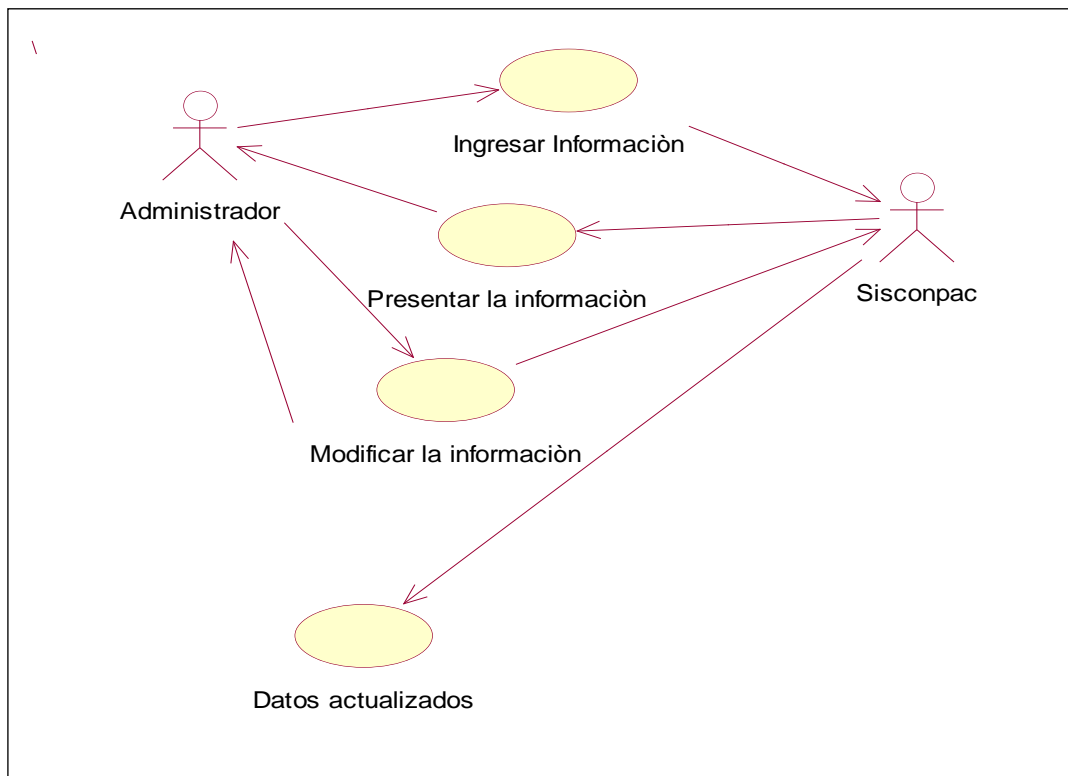 \
Ingresar Informaciòn
Administrador
Presentar la informaciòn
Sisconpac
Modificar la informaciòn
Datos actualizados